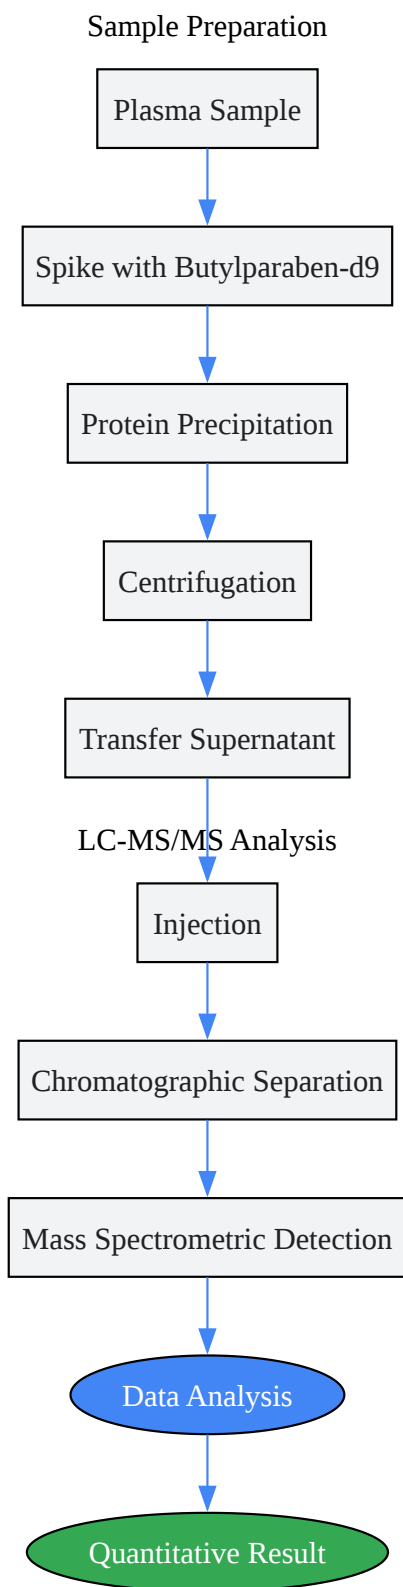 Sample Preparation
Plasma Sample
Spike with Butylparaben-d9
Protein Precipitation
Centrifugation
Transfer Supernatant
LC-MS/MS Analysis
Injection
Chromatographic Separation
Mass Spectrometric Detection
Data Analysis
Quantitative Result